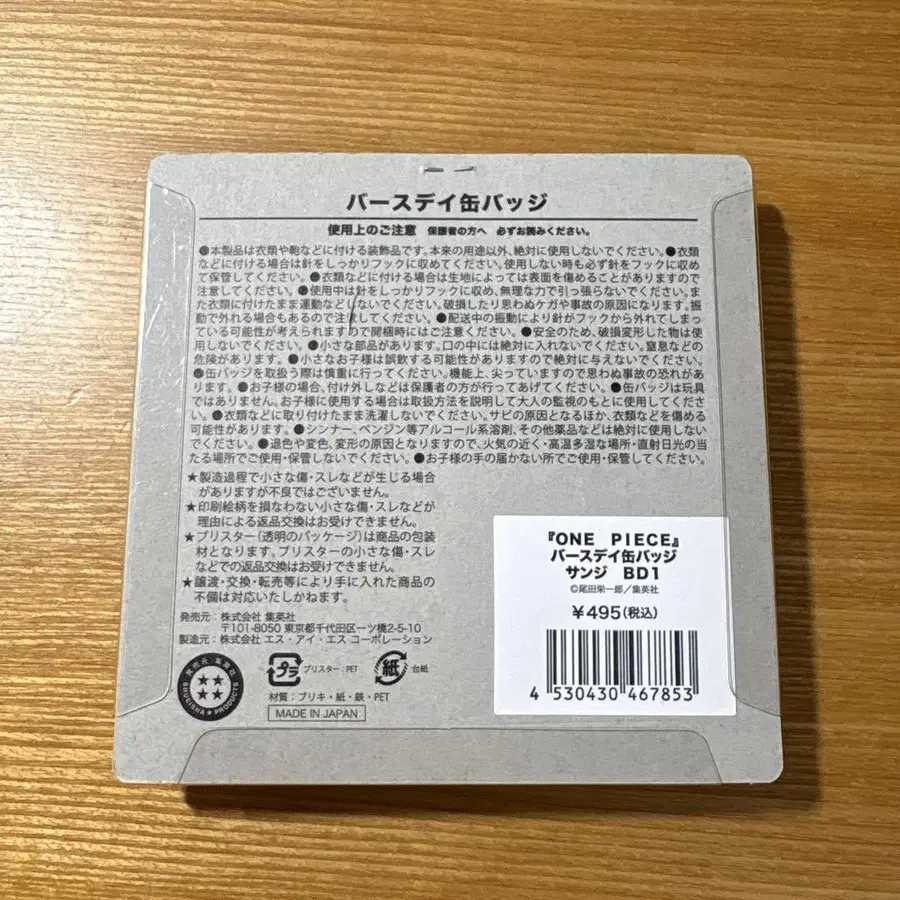 バースデイ缶バッジ
使用上のご注意 保護者の方へ 必ずお読みください。
●本製品は衣類や鞄などに付ける装飾品です。本来の用途以外、絶対に使用しないでください。●衣類
などに付ける場合は針をしっかりフックに収めてください。使用しない時も必ず針をフックに収め
て保管してください。●衣類などに付ける場合は生地によっては表面を傷めることがありますので
注意してください。●使用中は針をしっかりフックに収め、無理な力で引っ張らないでください。ま
た衣類に付けたまま運動などしないでください。破損したり思わぬケガや事故の原因になります。振
動で外れる場合もあるので注意してください。●配送中の振動により針がフックから外れてしまっ
ている可能性が考えられますので開梱時にはご注意ください。●安全のため、破損変形した物は使
用しないでください。●小さな部品があります。口の中には絶対に入れないでください。窒息などの
危険があります。●小さなお子様は誤飲する可能性がありますので絶対に与えないでください。
●缶バッジを取扱う際は慎重に行ってください。機能上、尖っていますので思わぬ事故の恐れがあ
ります。●お子様の場合、付け外しなどは保護者の方が行ってあげてください。●缶バッジは玩具
ではありません。お子様に使用する場合は取扱方法を説明して大人の監視のもとに使用してくださ
い。●衣類などに取り付けたまま洗濯しないでください。サビの原因となるほか、衣類などを傷める
可能性があります。●シンナー、ベンジン等アルコール系溶剤、その他薬品などは絶対に使用しない
でください。●退色や変色、変形の原因となりますので、火気の近く・高温多湿な場所・直射日光の当
たる場所でご使用・保管しないでください。●お子様の手の届かない所でご使用・保管してください。
★製造過程で小さな傷・スレなどが生じる場合
がありますが不良ではございません。
★印刷絵柄を損なわない小さな傷・スレなどが
理由による返品交換はお受けできません。
★ブリスター（透明のパッケージ）は商品の包装
材となります。ブリスターの小さな傷・スレ
などでの返品交換はお受けできません。
★譲渡・交換・転売等により手に入れた商品の
不備は対応いたしかねます。
発売元：株式会社 集英社
〒101-8050 東京都千代田区一ツ橋2-5-10
製造元：株式会社 エス・アイ・エス コーポレーション
発売元：集英社
SHUEISHA★PRODUCTS
プラ
ブリスター：PET
紙
台紙
材質：ブリキ・紙・鉄・PET
MADE IN JAPAN
『ONE PIECE』
バースデイ缶バッジ
サンジ BD1
©尾田栄一郎／集英社
￥495(税込)
4 530430 467853